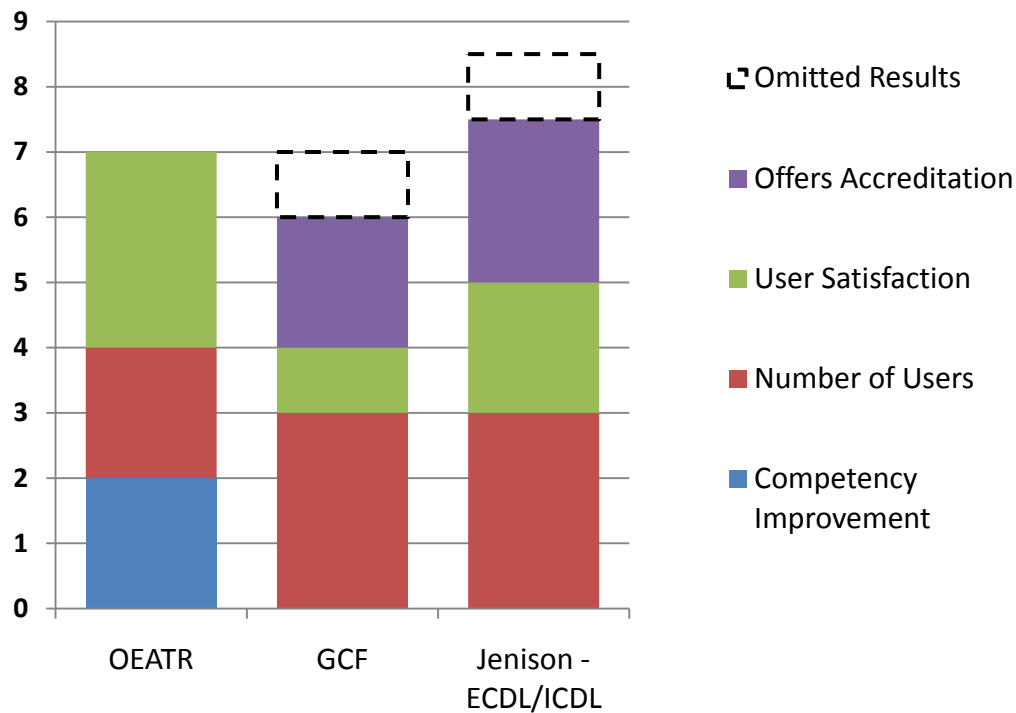 9
8
7
6
5
4
3
2
1
0
OEATR
GCF
Jenison -
ECDL/ICDL
Omitted Results
Offers Accreditation
User Satisfaction
Number of Users
Competency
Improvement